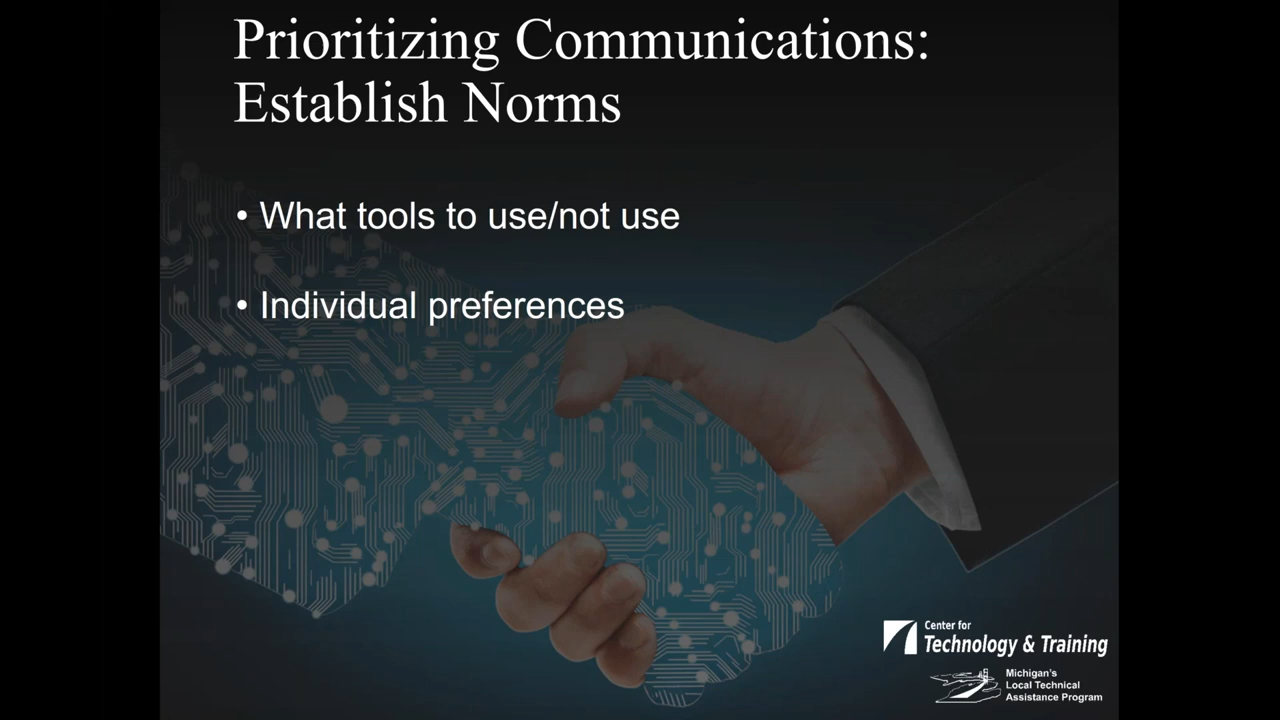 Prioritizing Communications:
Establish Norms
• What tools to use/not use
• Individual preferences
Center for
Technology & Training
Michigan's
Local Technical
Assistance Program